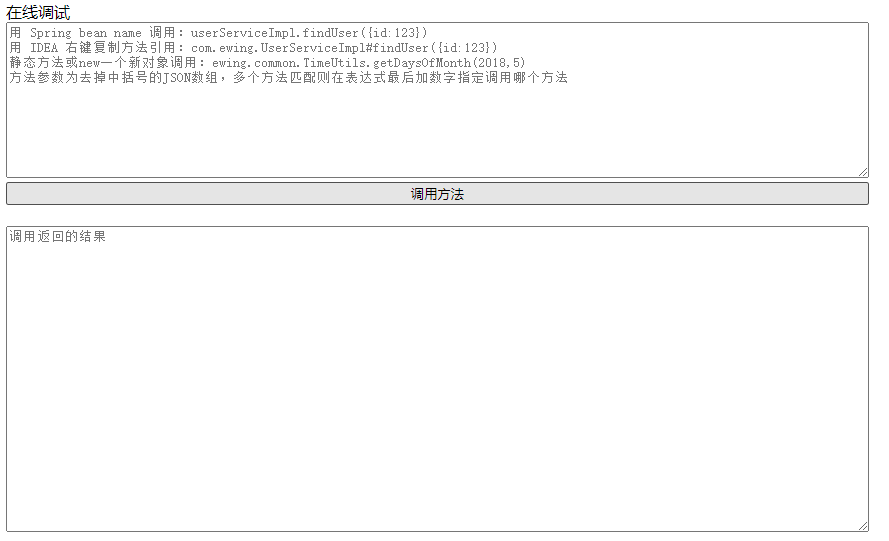 在线调试
用 Spring bean name 调用：userServiceImpl.findUser({id:123})
用 IDEA 右键复制方法引用：com.ewing.UserServiceImpl#findUser({id:123})
静态方法或new一个新对象调用：ewing.common.TimeUtils.getDaysOfMonth(2018,5)
方法参数为去掉中括号的JSON数组，多个方法匹配则在表达式最后加数字指定调用哪个方法
调用方法
调用返回的结果